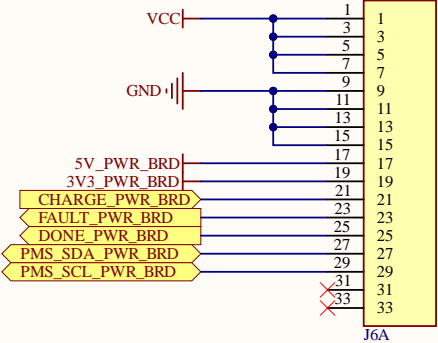 VCC 1 1
3 3
5 5
7 7
GND 9 9
11 11
13 13
15 15
5V_PWR_BRD 17 17
3V3_PWR_BRD 19 19
CHARGE_PWR_BRD 21 21
FAULT_PWR_BRD 23 23
DONE_PWR_BRD 25 25
PMS_SDA_PWR_BRD 27 27
PMS_SCL_PWR_BRD 29 29
31 31
33 33
J6A